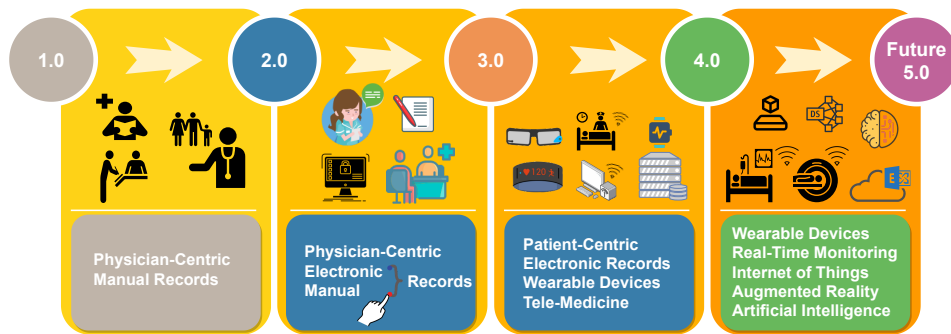 1.0
2.0
3.0
4.0
Future
5.0
DS
120
E
Physician-Centric
Manual Records
Physician-Centric
Electronic
Manual
Records
Patient-Centric
Electronic Records
Wearable Devices
Tele-Medicine
Wearable Devices
Real-Time Monitoring
Internet of Things
Augmented Reality
Artificial Intelligence